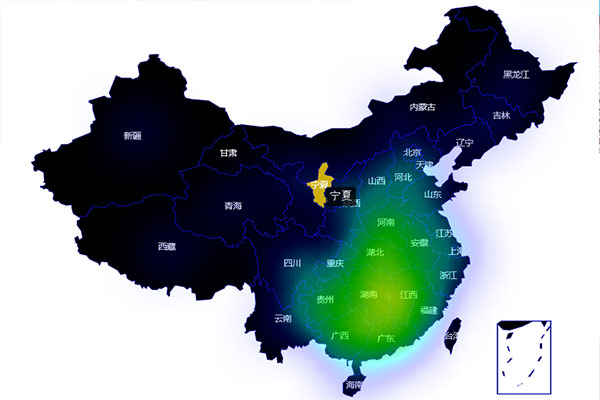 黑龙江
内蒙古
吉林
新疆
辽宁
北京
甘肃
天津
河北
山西
宁夏
宁夏
山东
青海
河南
江苏
安徽
西藏
湖北
上海
四川
重庆
浙江
湖南
江西
贵州
福建
云南
广西
广东
台湾
海南